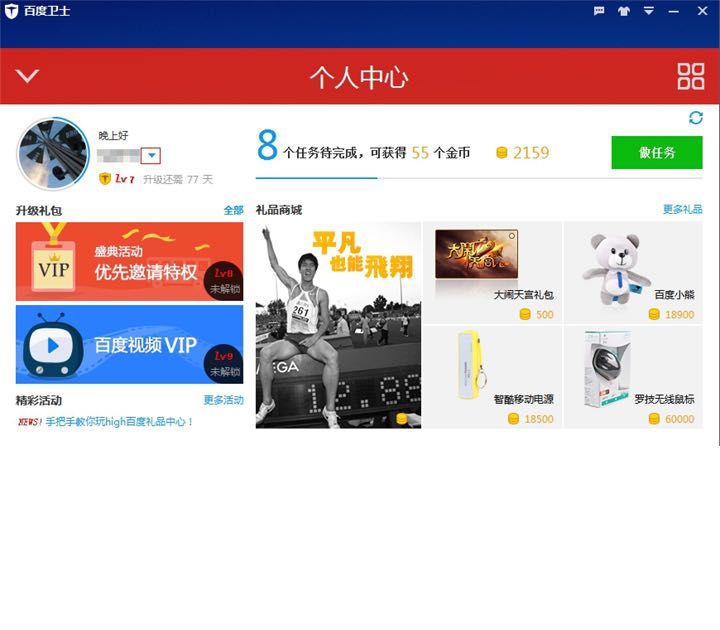 百度卫士
个人中心
晚上好
Lv 7 升级还需 77 天
8 个任务待完成，可获得 55 个金币 2159 做任务
升级礼包 全部
盛典活动
VIP 优先邀请特权
Lv8
未解锁
百度视频 VIP
Lv9
未解锁
精彩活动 更多活动
NEWS! 手把手教你玩high百度礼品中心！
礼品商城 更多礼品
平凡
也能飛翔
261
OMEGA
12.88
大闹天宫
大闹天宫礼包
500
百度小熊
18900
智酷移动电源
18500
罗技无线鼠标
60000